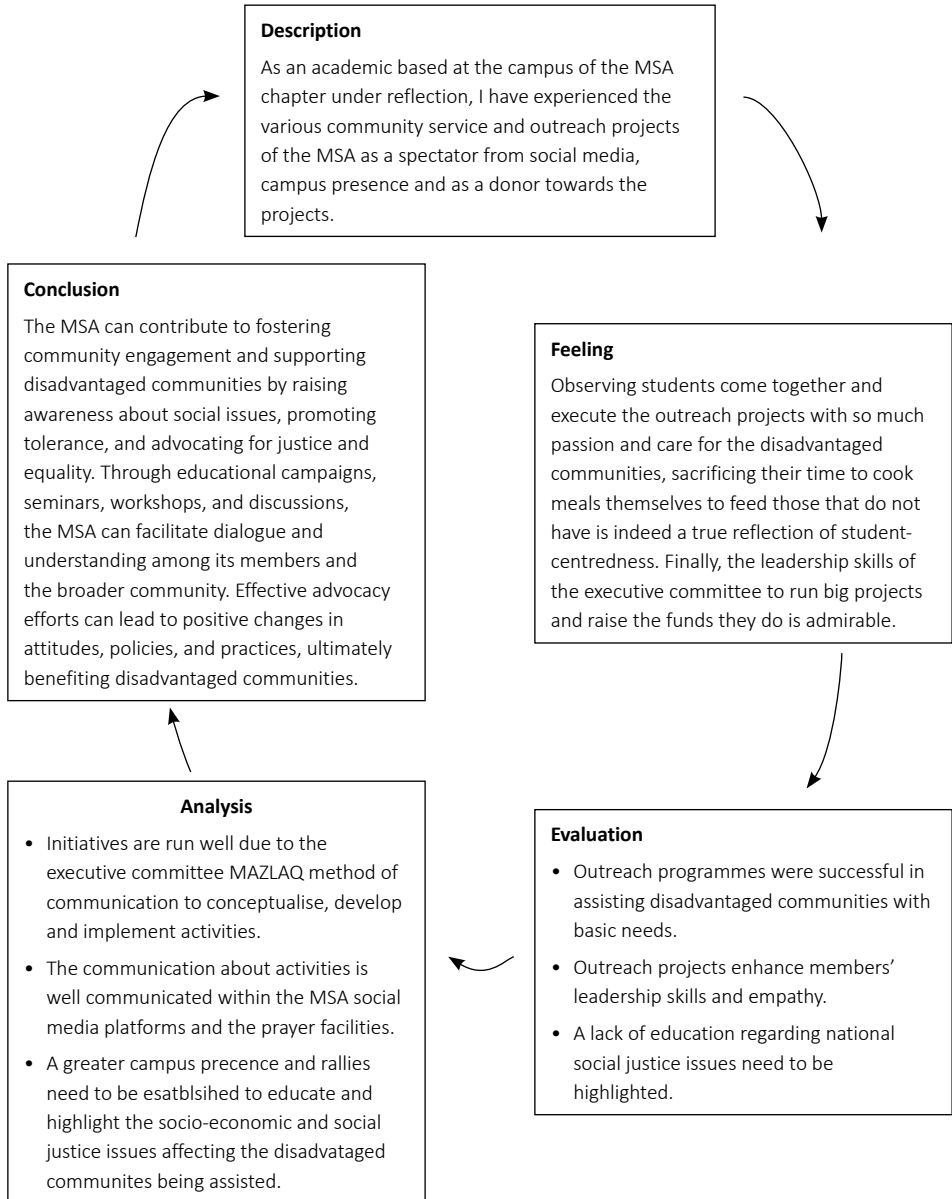 Description
As an academic based at the campus of the MSA
chapter under reflection, I have experienced the
various community service and outreach projects
of the MSA as a spectator from social media,
campus presence and as a donor towards the
projects.
Feeling
Observing students come together and
execute the outreach projects with so much
passion and care for the disadvantaged
communities, sacrificing their time to cook
meals themselves to feed those that do not
have is indeed a true reflection of student-
centredness. Finally, the leadership skills of
the executive committee to run big projects
and raise the funds they do is admirable.
Evaluation
• Outreach programmes were successful in
assisting disadvantaged communities with
basic needs.
• Outreach projects enhance members’
leadership skills and empathy.
• A lack of education regarding national
social justice issues need to be
highlighted.
Analysis
• Initiatives are run well due to the
executive committee MAZLAQ method of
communication to conceptualise, develop
and implement activities.
• The communication about activities is
well communicated within the MSA social
media platforms and the prayer facilities.
• A greater campus precence and rallies
need to be esatblsihed to educate and
highlight the socio-economic and social
justice issues affecting the disadvataged
communites being assisted.
Conclusion
The MSA can contribute to fostering
community engagement and supporting
disadvantaged communities by raising
awareness about social issues, promoting
tolerance, and advocating for justice and
equality. Through educational campaigns,
seminars, workshops, and discussions,
the MSA can facilitate dialogue and
understanding among its members and
the broader community. Effective advocacy
efforts can lead to positive changes in
attitudes, policies, and practices, ultimately
benefiting disadvantaged communities.